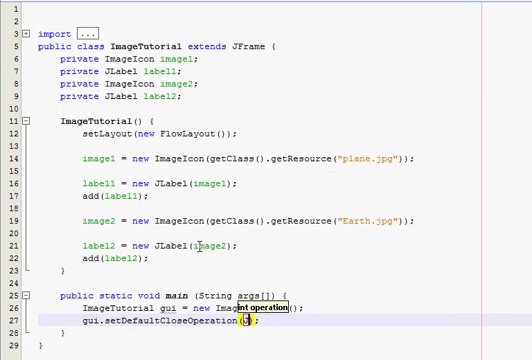 1
2
3 import ...
5 public class ImageTutorial extends JFrame {
6 private ImageIcon image1;
7 private JLabel label1;
8 private ImageIcon image2;
9 private JLabel label2;
10
11 ImageTutorial() {
12 setLayout(new FlowLayout());
13
14 image1 = new ImageIcon(getClass().getResource("plane.jpg"));
15
16 label1 = new JLabel(image1);
17 add(label1);
18
19 image2 = new ImageIcon(getClass().getResource("Earth.jpg"));
20
21 label2 = new JLabel(image2);
22 add(label2);
23 }
24
25 public static void main (String args[]) {
26 ImageTutorial gui = new Imag int operation ();
27 gui.setDefaultCloseOperation(J);
28 }
29 }